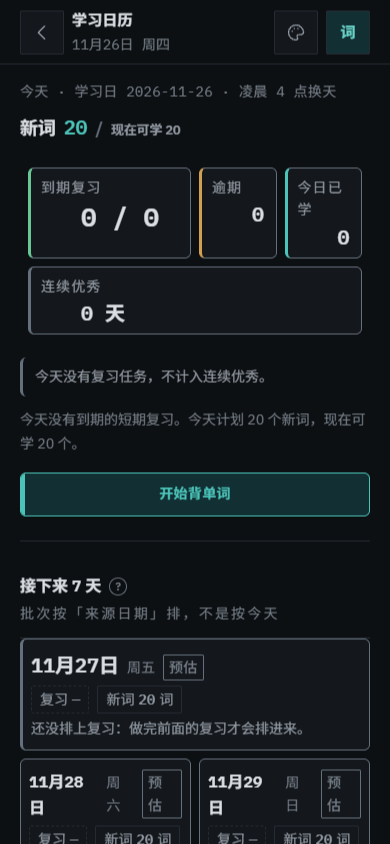 学习日历
11月26日 周四
词
今天 · 学习日 2026-11-26 · 凌晨 4 点换天
新词 20 / 现在可学 20
到期复习
0 / 0
逾期
0
今日已
学
0
连续优秀
0 天
今天没有复习任务，不计入连续优秀。
今天没有到期的短期复习。今天计划 20 个新词，现在可
学 20 个。
开始背单词
接下来 7 天 ?
批次按「来源日期」排，不是按今天
11月27日 周五 预估
复习 — 新词 20 词
还没排上复习：做完前面的复习才会排进来。
11月28
日
周
六
预
估
复习 — 新词 20 词
11月29
日
周
日
预
估
复习 — 新词 20 词